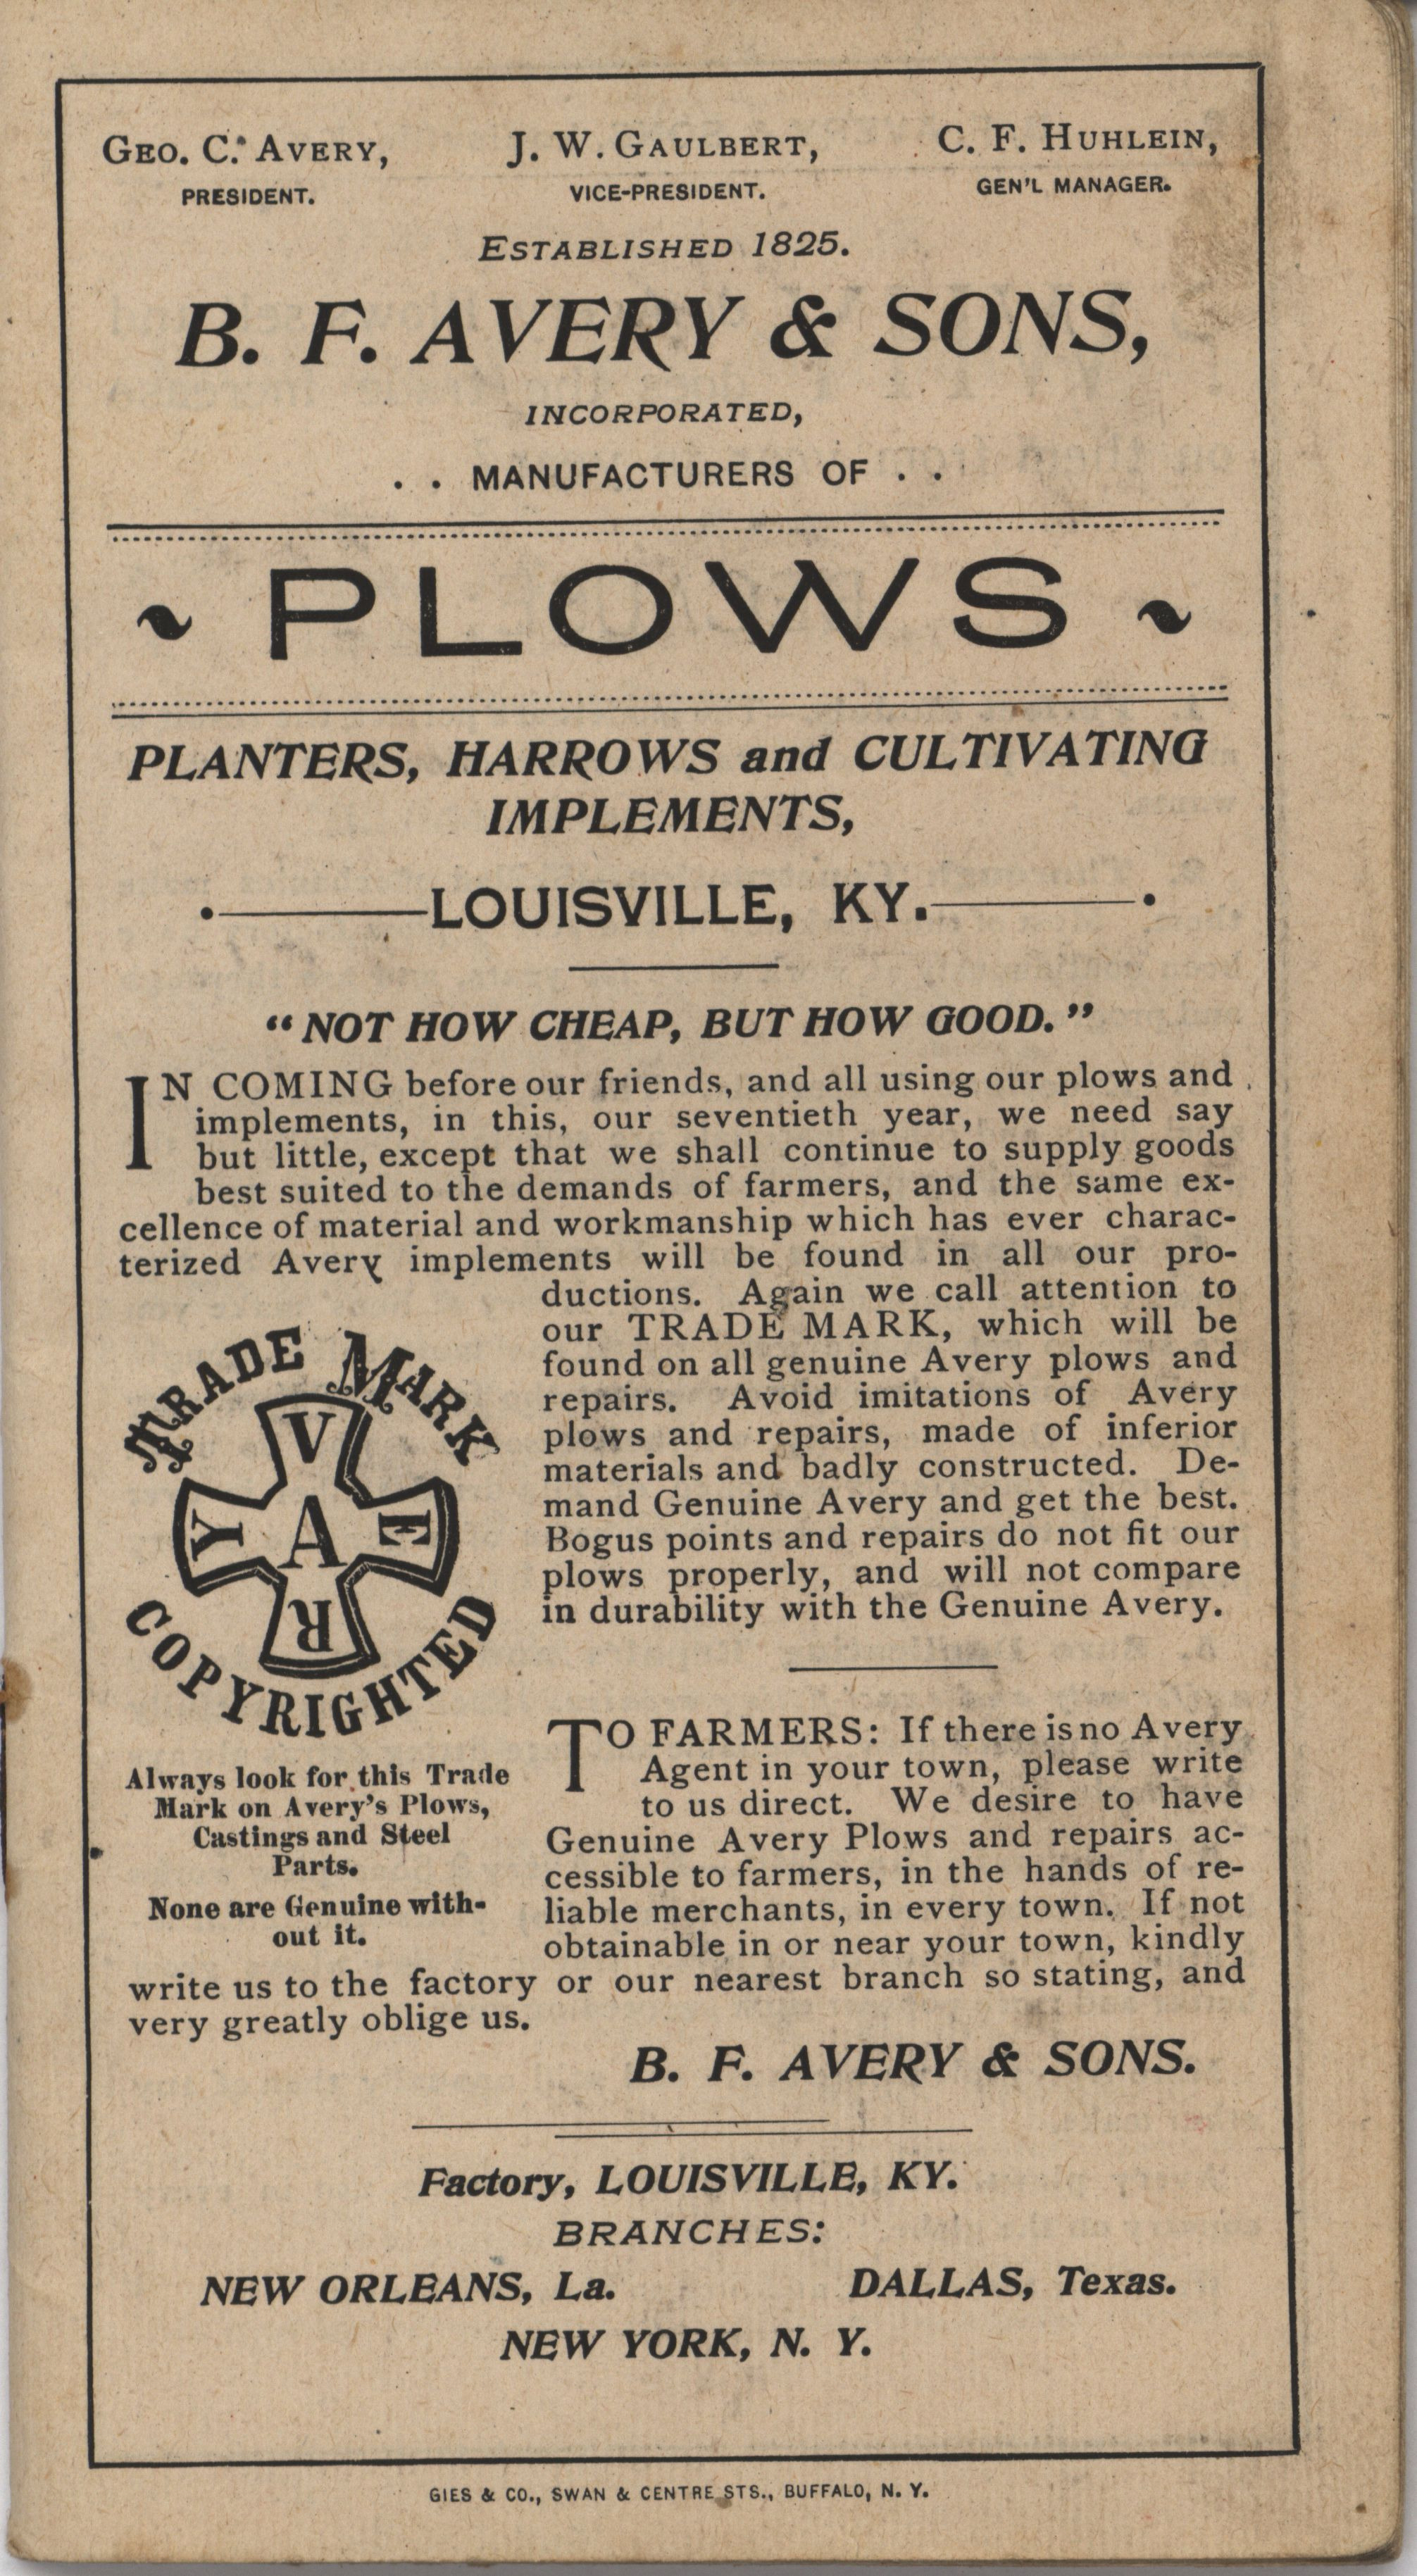 GEO. C. AVERY,
PRESIDENT.
J. W. GAULBERT,
VICE-PRESIDENT.
C. F. HUHLEIN,
GEN'L MANAGER.
ESTABLISHED 1825.
B. F. AVERY & SONS,
INCORPORATED,
. . MANUFACTURERS OF . .
PLOWS
PLANTERS, HARROWS and CULTIVATING
IMPLEMENTS,
LOUISVILLE, KY.
"NOT HOW CHEAP, BUT HOW GOOD."
IN COMING before our friends, and all using our plows and
implements, in this, our seventieth year, we need say
but little, except that we shall continue to supply goods
best suited to the demands of farmers, and the same ex-
cellence of material and workmanship which has ever charac-
terized Avery implements will be found in all our pro-
ductions. Again we call attention to
our TRADE MARK, which will be
found on all genuine Avery plows and
repairs. Avoid imitations of Avery
plows and repairs, made of inferior
materials and badly constructed. De-
mand Genuine Avery and get the best.
Bogus points and repairs do not fit our
plows properly, and will not compare
in durability with the Genuine Avery.
TRADE MARK
A V E R Y
COPYRIGHTED
Always look for this Trade
Mark on Avery's Plows,
Castings and Steel
Parts.
None are Genuine with-
out it.
TO FARMERS: If there is no Avery
Agent in your town, please write
to us direct. We desire to have
Genuine Avery Plows and repairs ac-
cessible to farmers, in the hands of re-
liable merchants, in every town. If not
obtainable in or near your town, kindly
write us to the factory or our nearest branch so stating, and
very greatly oblige us.
B. F. AVERY & SONS.
Factory, LOUISVILLE, KY.
BRANCHES:
NEW ORLEANS, La. DALLAS, Texas.
NEW YORK, N. Y.
GIES & CO., SWAN & CENTRE STS., BUFFALO, N. Y.